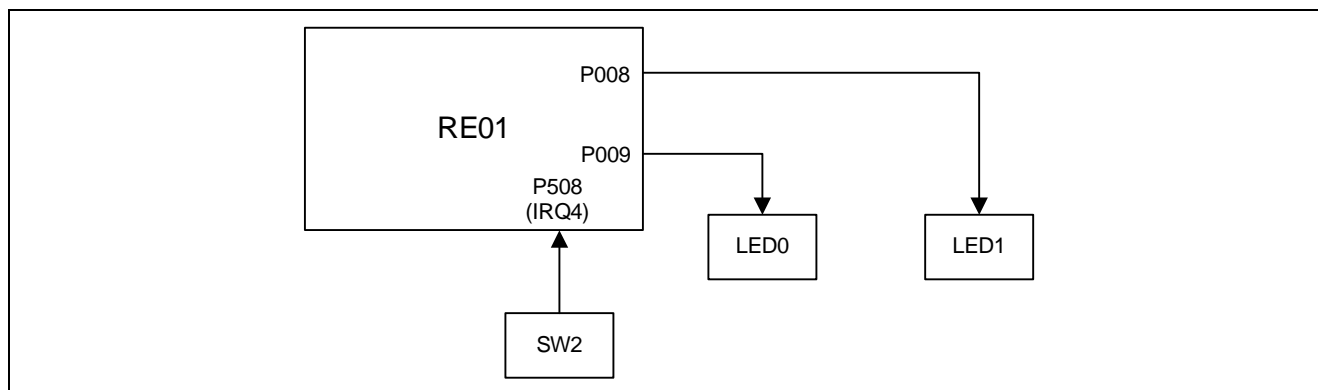 P008
RE01
P009
P508
(IRQ4)
LED0
LED1
SW2